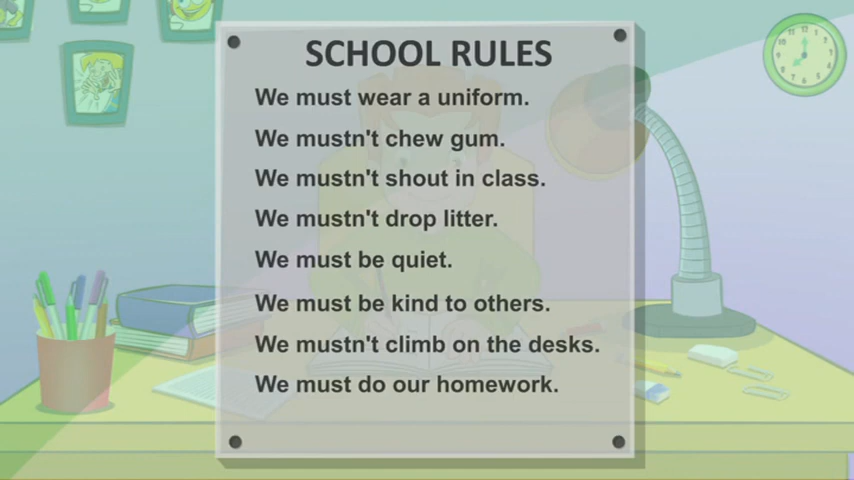 SCHOOL RULES
We must wear a uniform.
We mustn't chew gum.
We mustn't shout in class.
We mustn't drop litter.
We must be quiet.
We must be kind to others.
We mustn't climb on the desks.
We must do our homework.